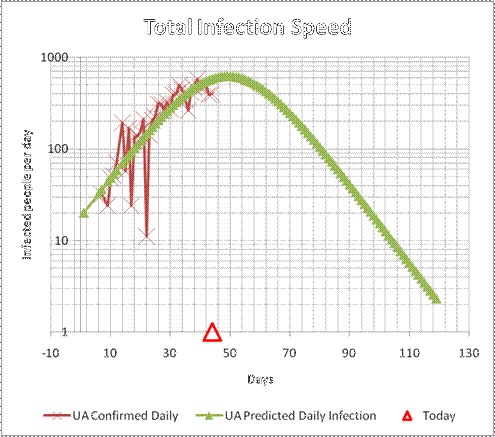 Total Infection Speed
1000
100
10
1
Infected people per day
-10 10 30 50 70 90 110 130
Days
UA Confirmed Daily UA Predicted Daily Infection Today